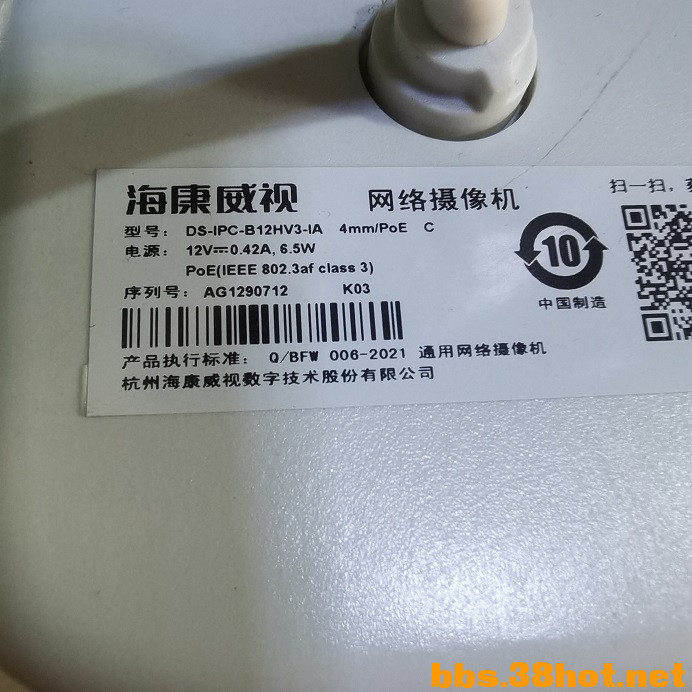 海康威视 网络摄像机
扫一扫,
型号: DS-IPC-B12HV3-IA 4mm/PoE C
电源: 12V⎓0.42A, 6.5W
PoE(IEEE 802.3af class 3)
10
中国制造
序列号: AG1290712 K03
产品执行标准: Q/BFW 006-2021 通用网络摄像机
杭州海康威视数字技术股份有限公司
bbs.38hot.net